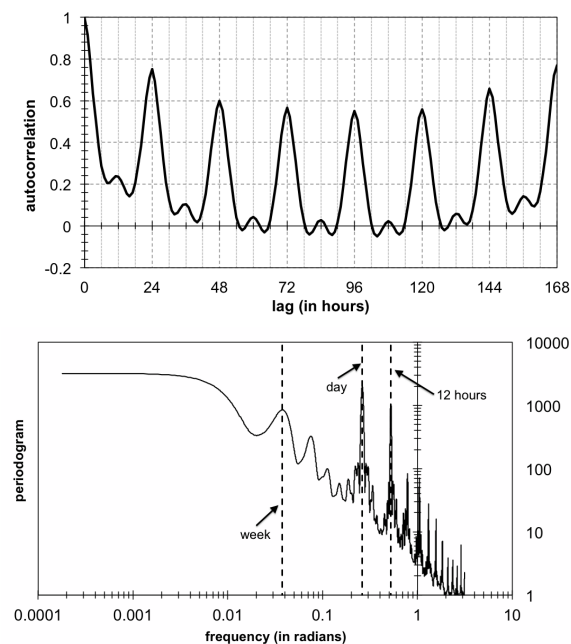 1
0.8
0.6
0.4
0.2
0
-0.2
autocorrelation
0 24 48 72 96 120 144 168
lag (in hours)
10000
1000
100
10
1
day
12 hours
week
periodogram
0.0001 0.001 0.01 0.1 1 10
frequency (in radians)